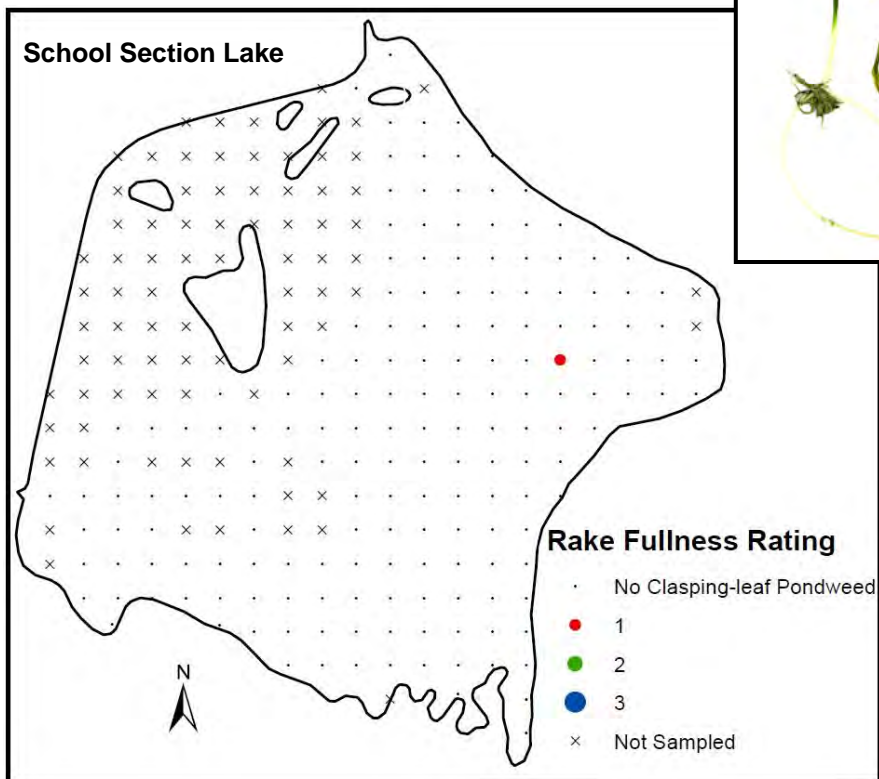 School Section Lake
N
Rake Fullness Rating
No Clasping-leaf Pondweed
1
2
3
Not Sampled